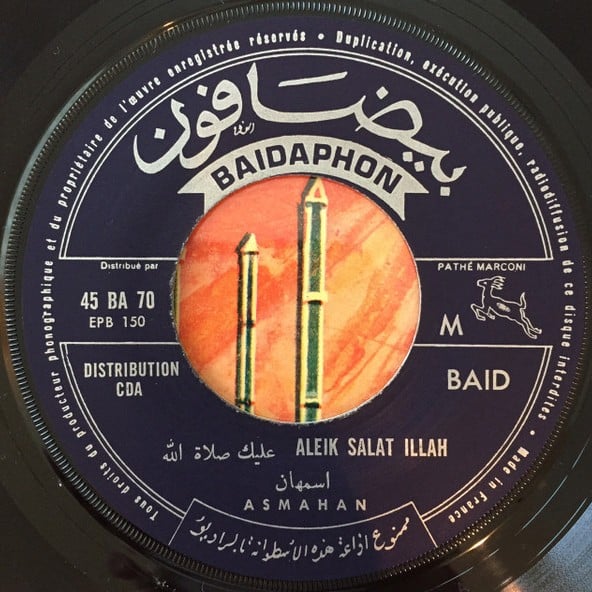 Tous droits du producteur phonographique et du propriétaire de l'œuvre enregistrée réservés • Duplication, exécution publique, radiodiffusion de ce disque interdites. • Made in France
بيضافون
BAIDAPHON
Distribué par
PATHÉ MARCONI
45 BA 70
EPB 150
M
DISTRIBUTION
CDA
BAID
عليك صلاة الله ALEIK SALAT ILLAH
اسمهان
ASMAHAN
ممنوع اذاعة هذه الأسطوانة بالراديو